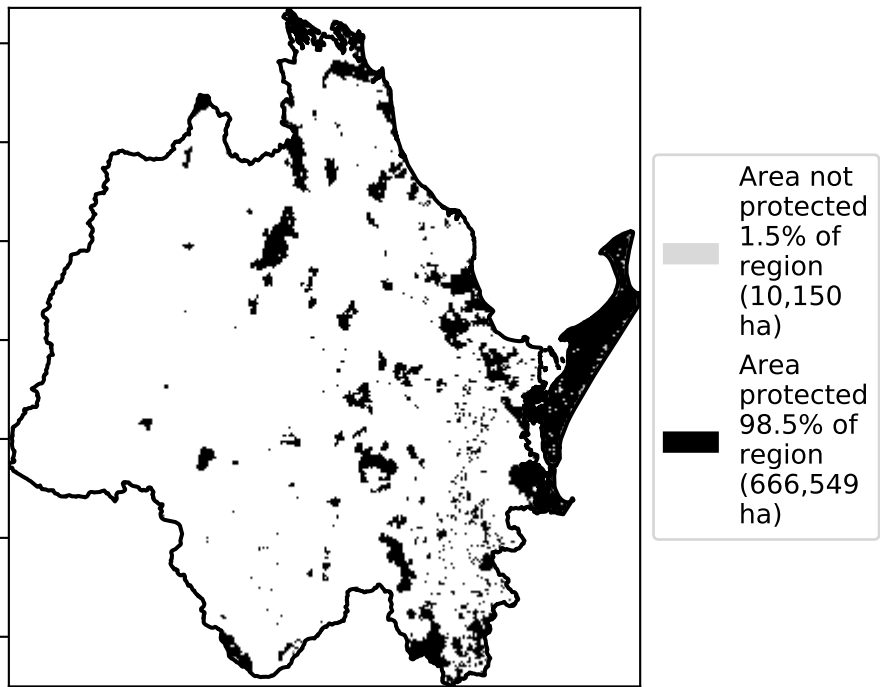 Area not
protected
1.5% of
region
(10,150
ha)
Area
protected
98.5% of
region
(666,549
ha)